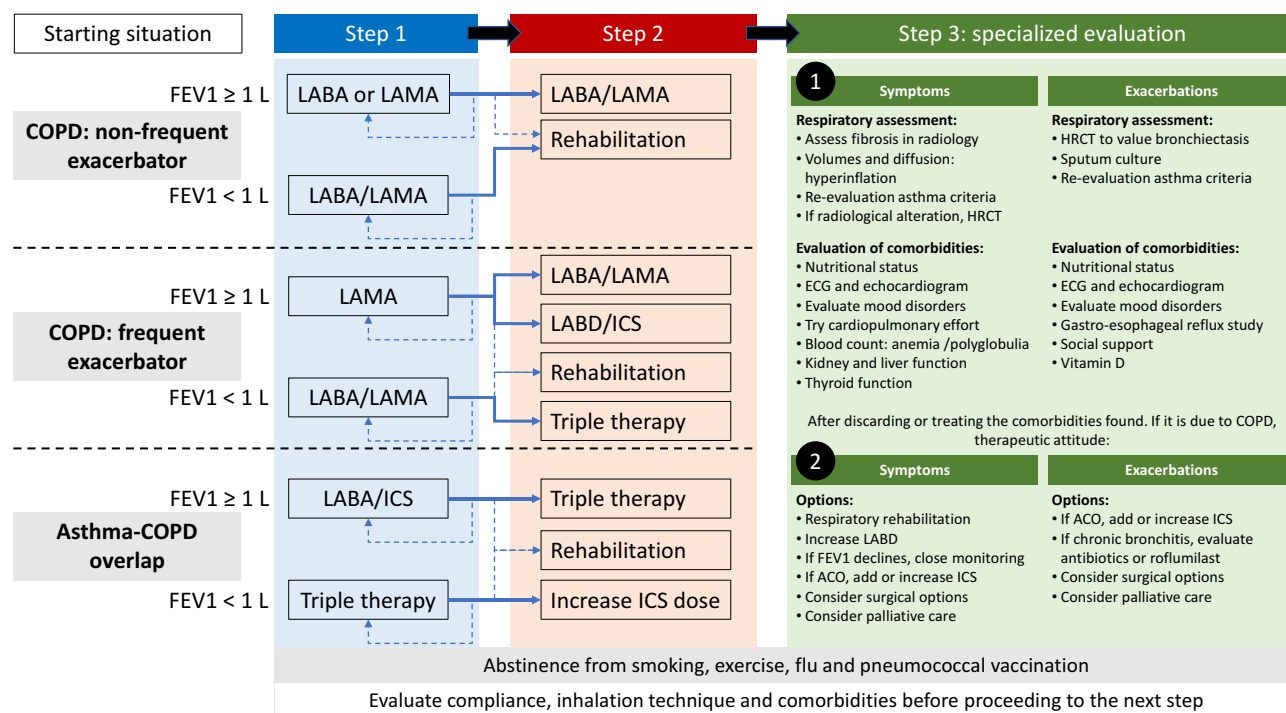 Starting situation
Step 1
Step 2
Step 3: specialized evaluation
FEV1 ≥ 1 L
LABA or LAMA
LABA/LAMA
COPD: non-frequent
exacerbator
Rehabilitation
FEV1 < 1 L
LABA/LAMA
FEV1 ≥ 1 L
LAMA
LABA/LAMA
LABD/ICS
COPD: frequent
exacerbator
Rehabilitation
FEV1 < 1 L
LABA/LAMA
Triple therapy
FEV1 ≥ 1 L
LABA/ICS
Triple therapy
Asthma-COPD
overlap
Rehabilitation
FEV1 < 1 L
Triple therapy
Increase ICS dose
1
Symptoms
Respiratory assessment:
• Assess fibrosis in radiology
• Volumes and diffusion:
hyperinflation
• Re-evaluation asthma criteria
• If radiological alteration, HRCT
Evaluation of comorbidities:
• Nutritional status
• ECG and echocardiogram
• Evaluate mood disorders
• Try cardiopulmonary effort
• Blood count: anemia /polyglobulia
• Kidney and liver function
• Thyroid function
Exacerbations
Respiratory assessment:
• HRCT to value bronchiectasis
• Sputum culture
• Re-evaluation asthma criteria
Evaluation of comorbidities:
• Nutritional status
• ECG and echocardiogram
• Evaluate mood disorders
• Gastro-esophageal reflux study
• Social support
• Vitamin D
After discarding or treating the comorbidities found. If it is due to COPD,
therapeutic attitude:
2
Symptoms
Options:
• Respiratory rehabilitation
• Increase LABD
• If FEV1 declines, close monitoring
• If ACO, add or increase ICS
• Consider surgical options
• Consider palliative care
Exacerbations
Options:
• If ACO, add or increase ICS
• If chronic bronchitis, evaluate
antibiotics or roflumilast
• Consider surgical options
• Consider palliative care
Abstinence from smoking, exercise, flu and pneumococcal vaccination
Evaluate compliance, inhalation technique and comorbidities before proceeding to the next step